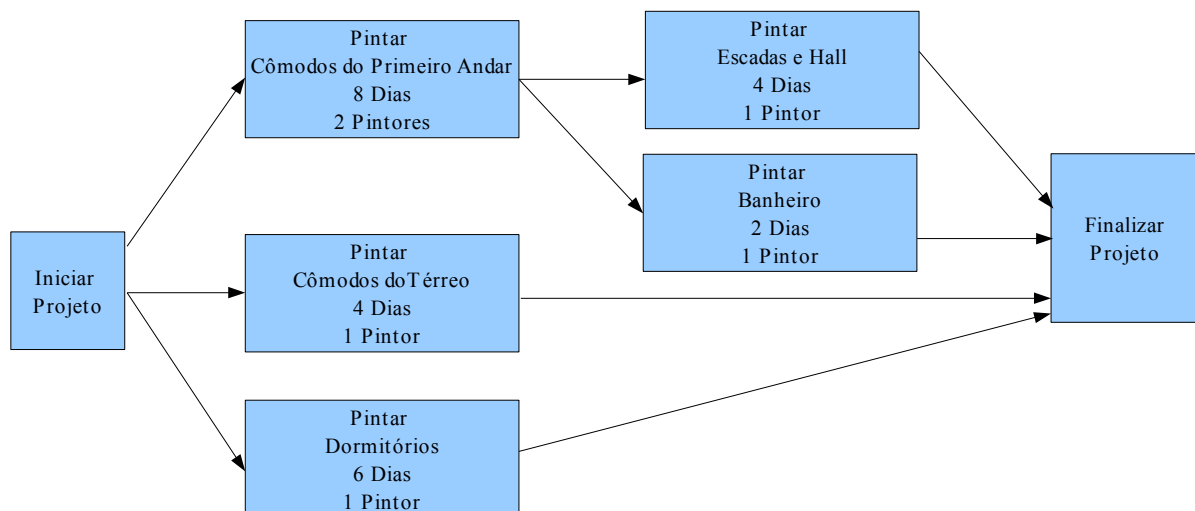 Iniciar
Projeto
Pintar
Cômodos do Primeiro Andar
8 Dias
2 Pintores
Pintar
Escadas e Hall
4 Dias
1 Pintor
Pintar
Banheiro
2 Dias
1 Pintor
Pintar
Cômodos doTérreo
4 Dias
1 Pintor
Pintar
Dormitórios
6 Dias
1 Pintor
Finalizar
Projeto